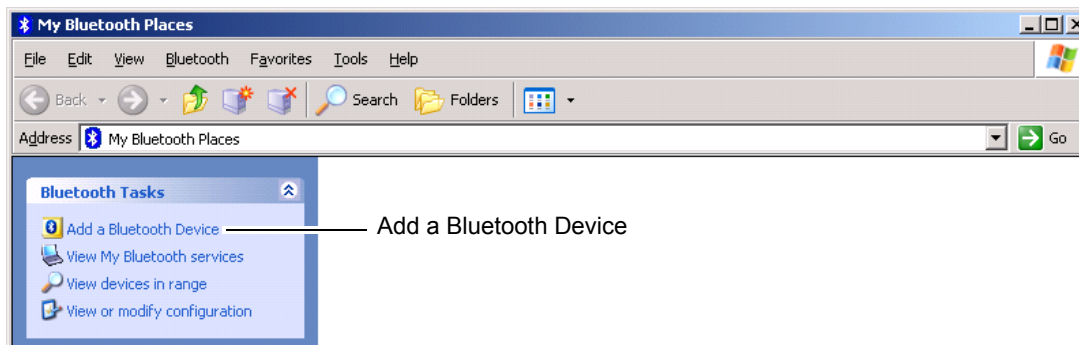 My Bluetooth Places
File Edit View Bluetooth Favorites Tools Help
Back Search Folders
Address My Bluetooth Places Go
Bluetooth Tasks
Add a Bluetooth Device Add a Bluetooth Device
View My Bluetooth services
View devices in range
View or modify configuration